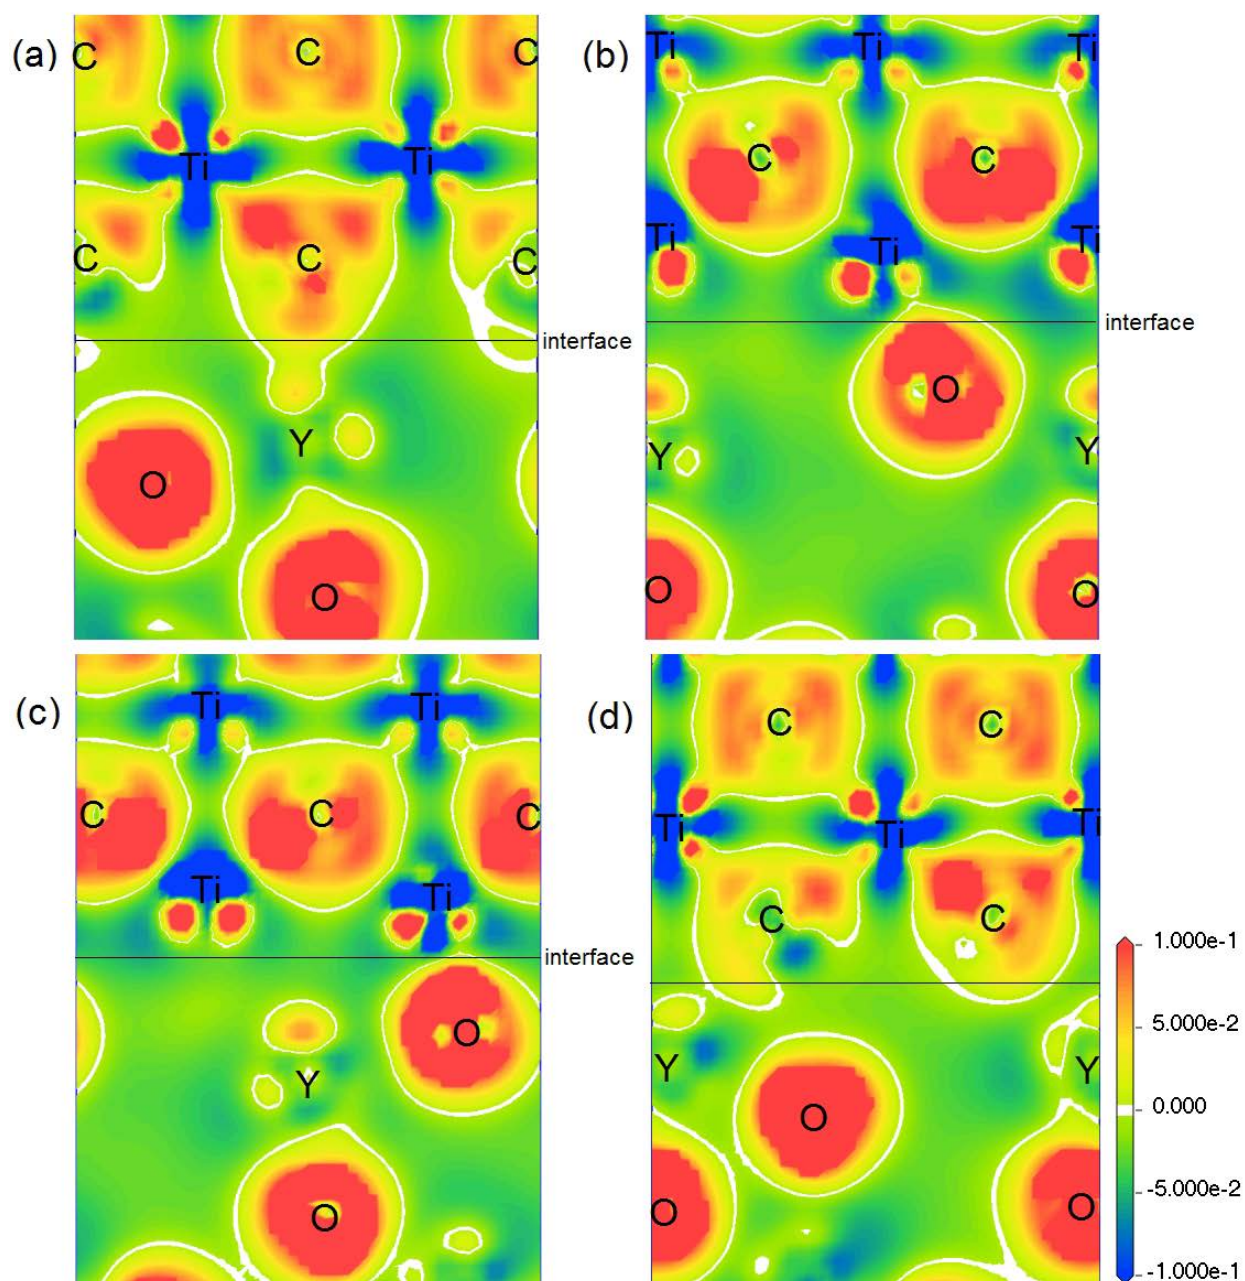 (a)
C C C
Ti Ti
C C C
interface
Y
O
O
(b)
Ti Ti Ti
C C
Ti Ti Ti
interface
O
Y Y
O O
(c)
Ti Ti
C C C
Ti Ti
interface
O
Y
O
(d)
C C
Ti Ti Ti
C C
Y Y
O
O O
1.000e-1
5.000e-2
0.000
-5.000e-2
-1.000e-1